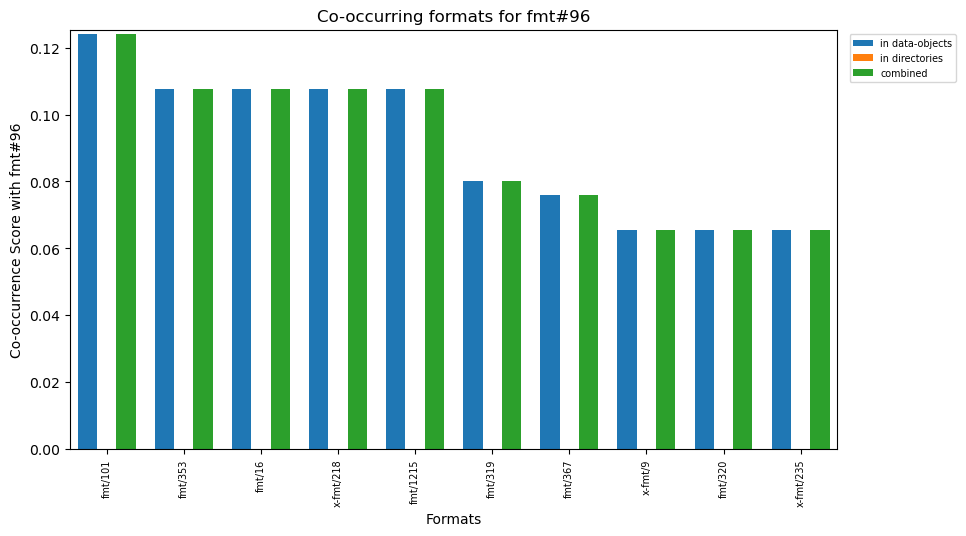 Co-occurring formats for fmt#96
in data-objects
in directories
combined
Co-occurrence Score with fmt#96
0.12
0.10
0.08
0.06
0.04
0.02
0.00
fmt/101
fmt/353
fmt/16
x-fmt/218
fmt/1215
fmt/319
fmt/367
x-fmt/9
fmt/320
x-fmt/235
Formats